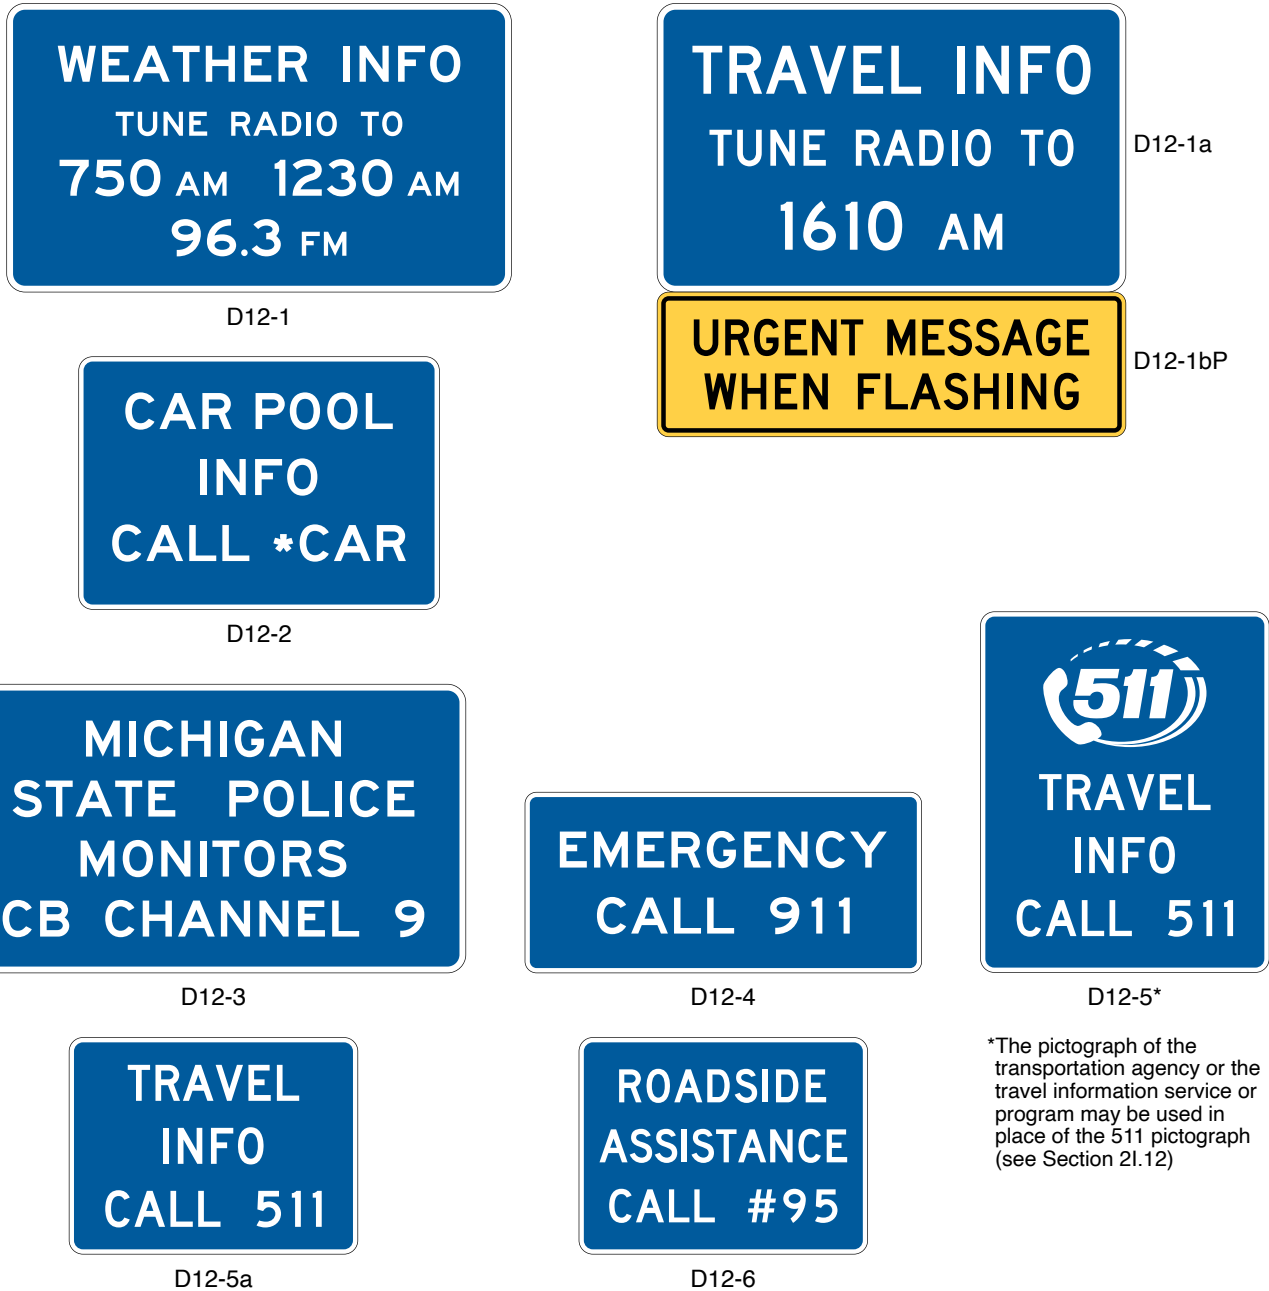 WEATHER INFO
TUNE RADIO TO
750 AM 1230 AM
96.3 FM
D12-1
TRAVEL INFO
TUNE RADIO TO
1610 AM
D12-1a
URGENT MESSAGE
WHEN FLASHING
D12-1bP
CAR POOL
INFO
CALL *CAR
D12-2
MICHIGAN
STATE POLICE
MONITORS
CB CHANNEL 9
D12-3
EMERGENCY
CALL 911
D12-4
511
TRAVEL
INFO
CALL 511
D12-5*
*The pictograph of the
transportation agency or the
travel information service or
program may be used in
place of the 511 pictograph
(see Section 2I.12)
TRAVEL
INFO
CALL 511
D12-5a
ROADSIDE
ASSISTANCE
CALL #95
D12-6